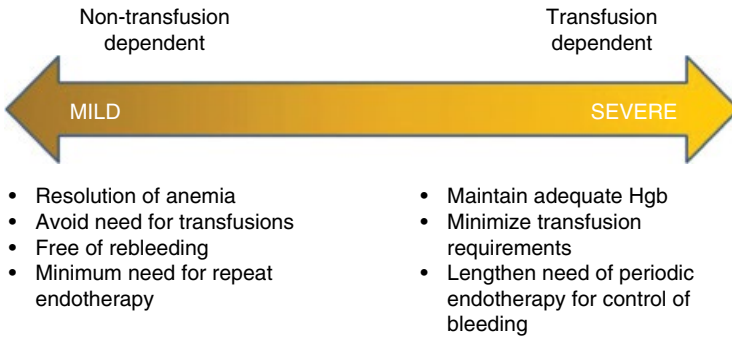 Non-transfusion
dependent
Transfusion
dependent
MILD
SEVERE
• Resolution of anemia
• Avoid need for transfusions
• Free of rebleeding
• Minimum need for repeat
endotherapy
• Maintain adequate Hgb
• Minimize transfusion
requirements
• Lengthen need of periodic
endotherapy for control of
bleeding